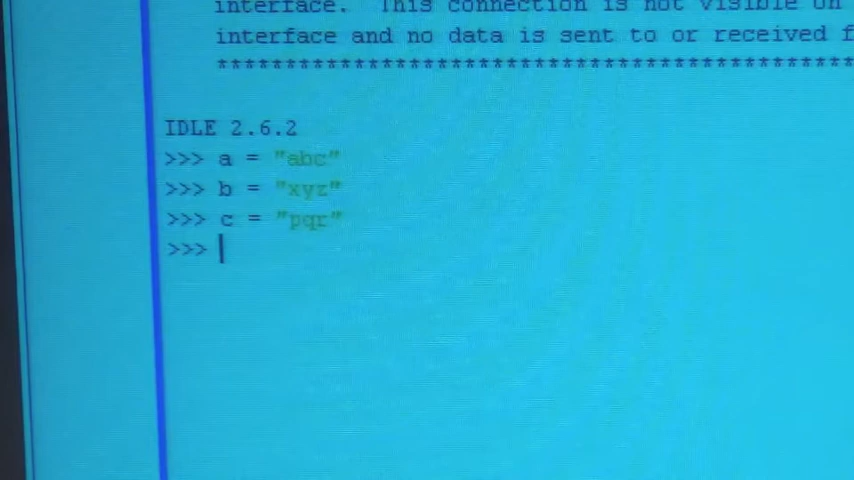 interface. This connection is not visible on
interface and no data is sent to or received
****************************************************
IDLE 2.6.2
>>> a = "abc"
>>> b = "xyz"
>>> c = "pqr"
>>>